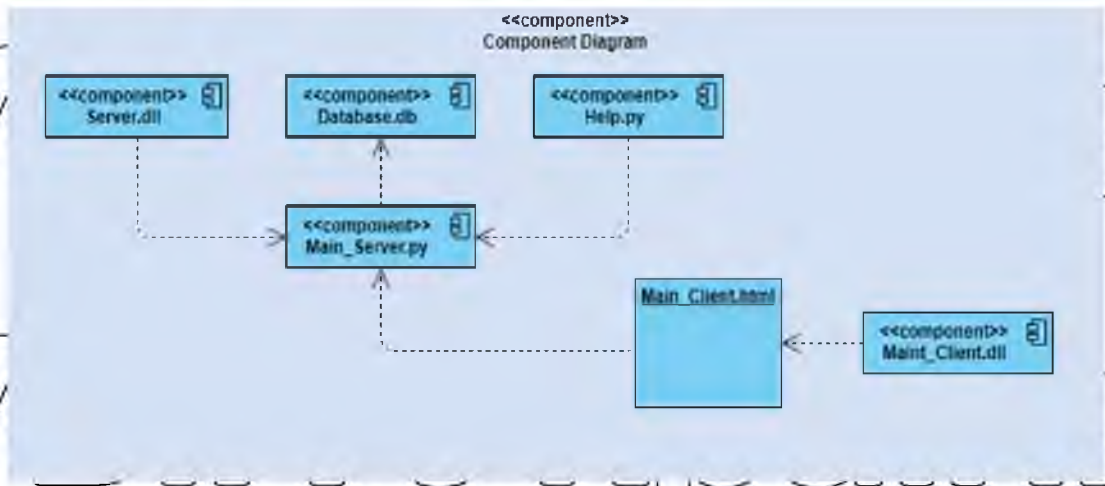 <<component>>
Component Diagram
<<component>>
Server.dll
<<component>>
Database.db
<<component>>
Help.py
<<component>>
Main_Server.py
Main_Client.html
<<component>>
Maint_Client.dll